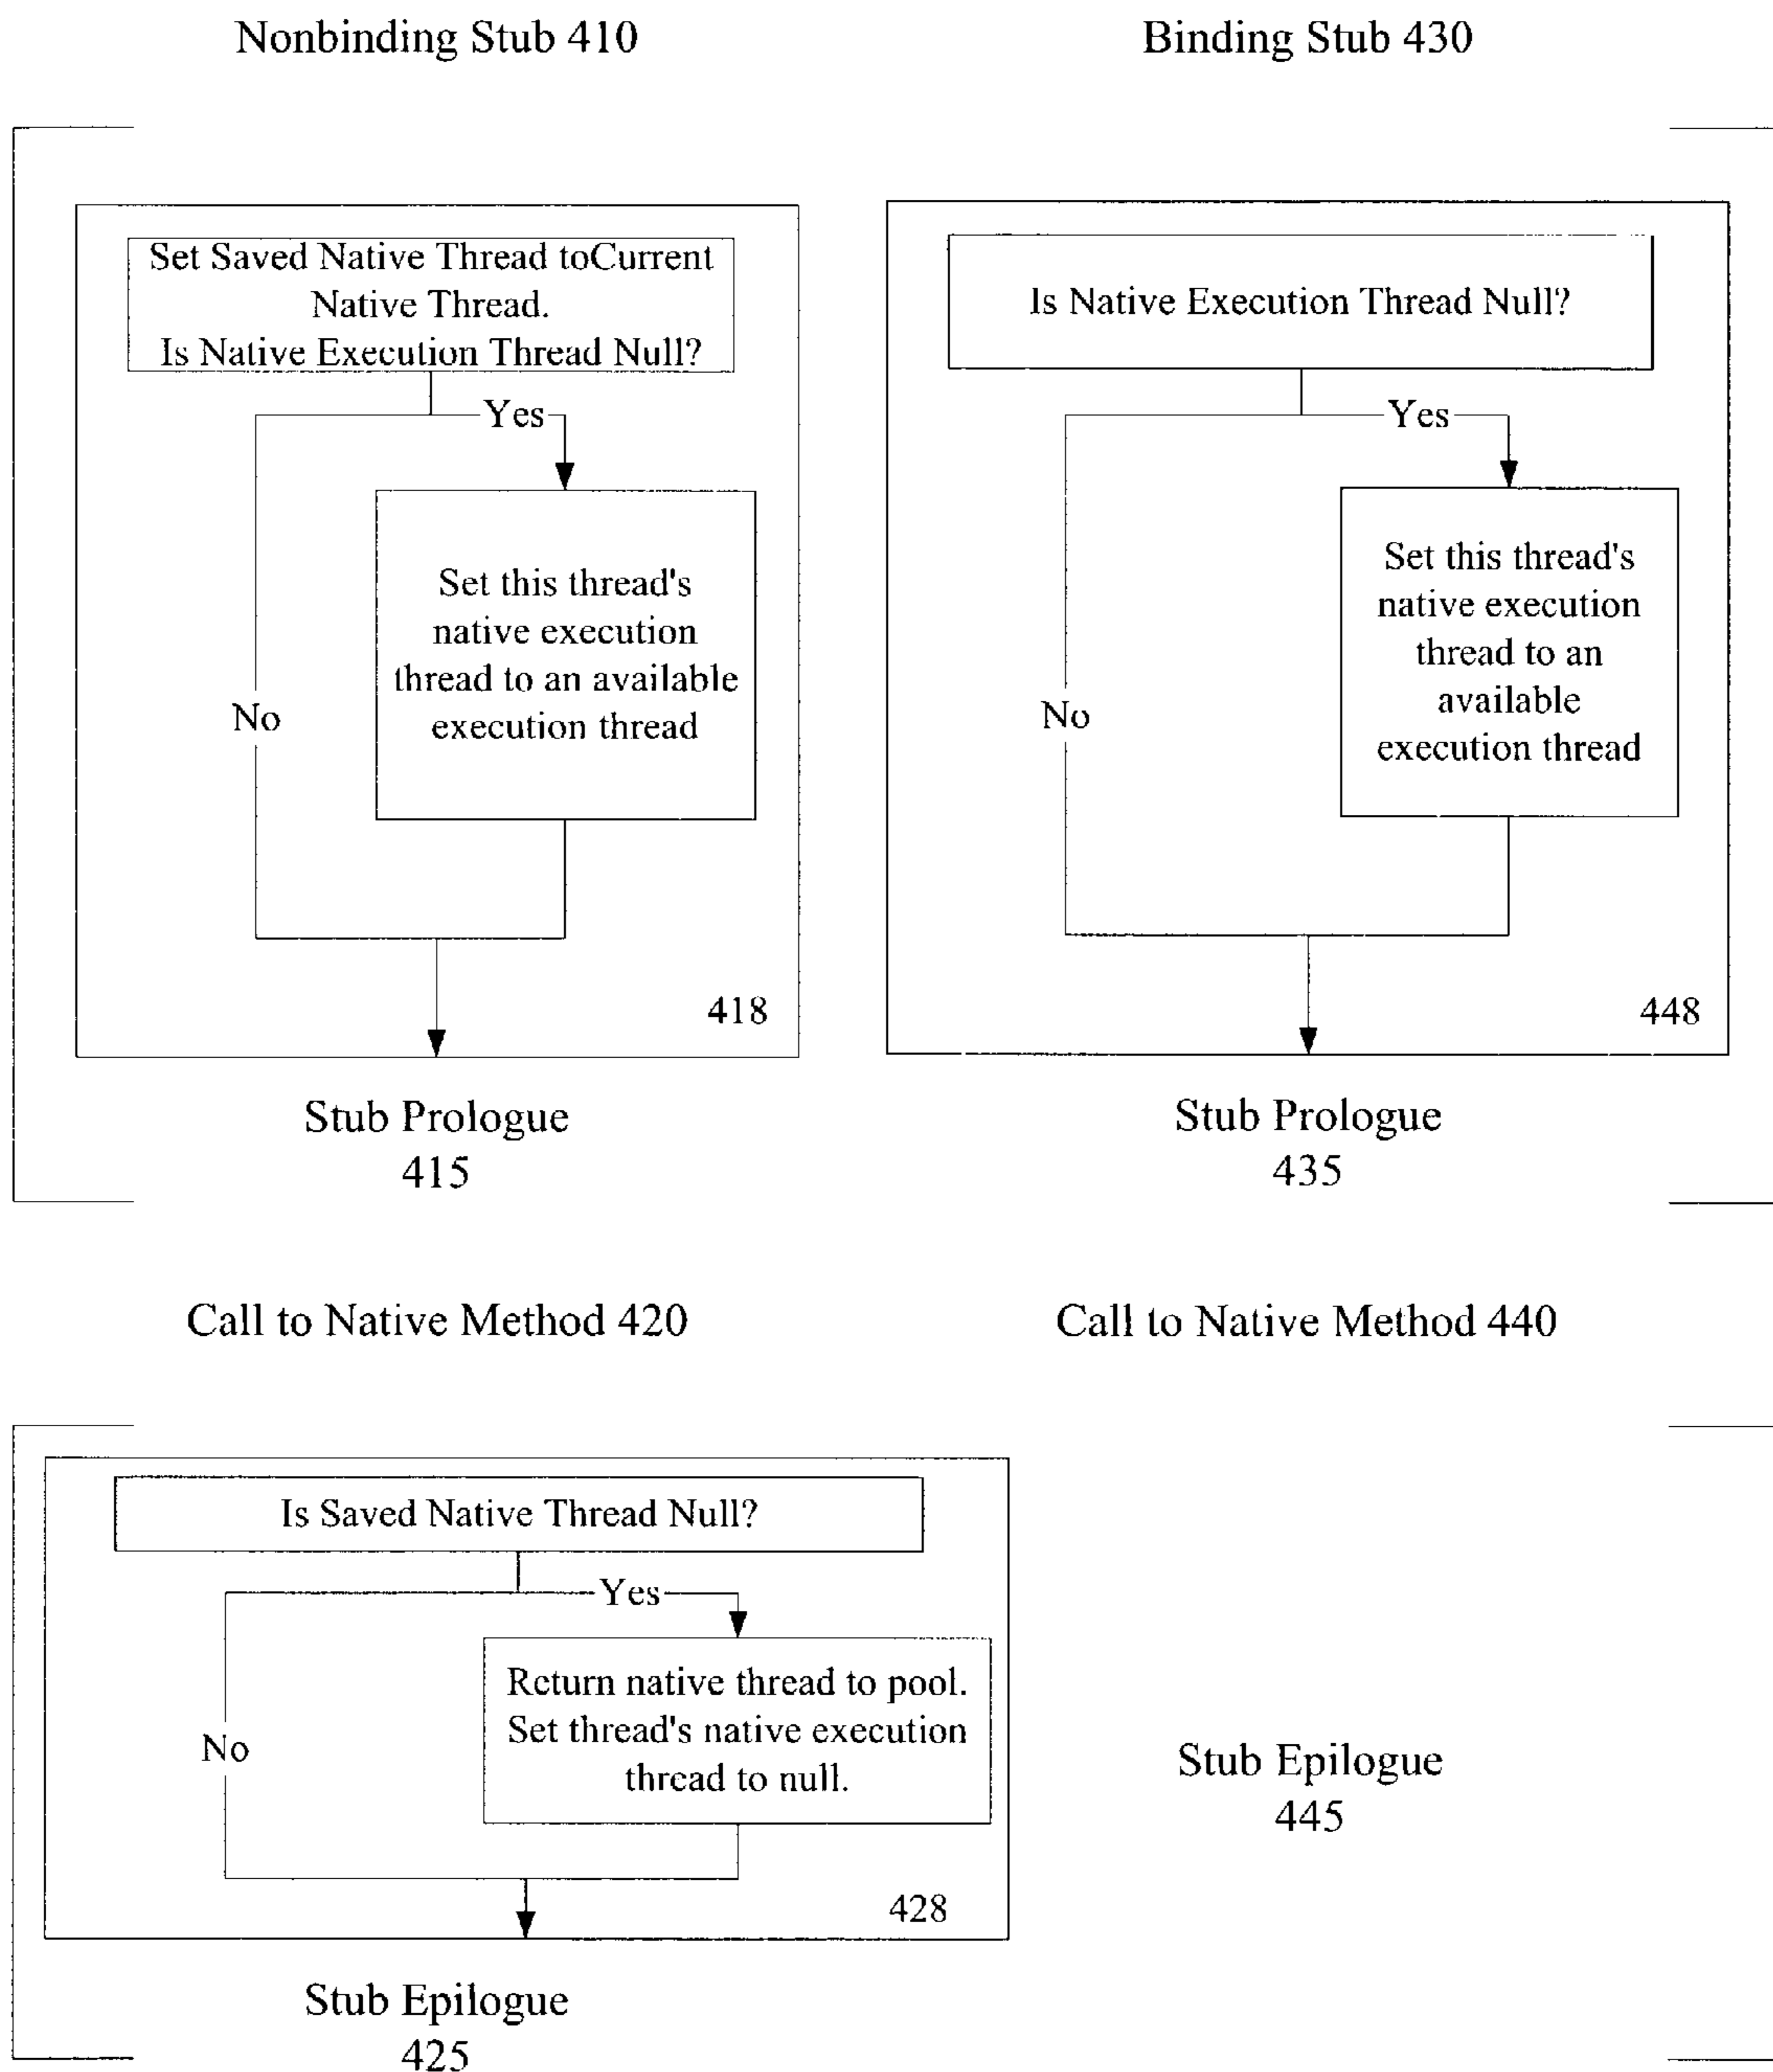 Nonbinding Stub 410
Binding Stub 430
Set Saved Native Thread toCurrent
Native Thread.
Is Native Execution Thread Null?
Yes
No
Set this thread's
native execution
thread to an available
execution thread
418
Stub Prologue
415
Is Native Execution Thread Null?
Yes
No
Set this thread's
native execution
thread to an
available
execution thread
448
Stub Prologue
435
Call to Native Method 420
Call to Native Method 440
Is Saved Native Thread Null?
Yes
No
Return native thread to pool.
Set thread's native execution
thread to null.
428
Stub Epilogue
425
Stub Epilogue
445